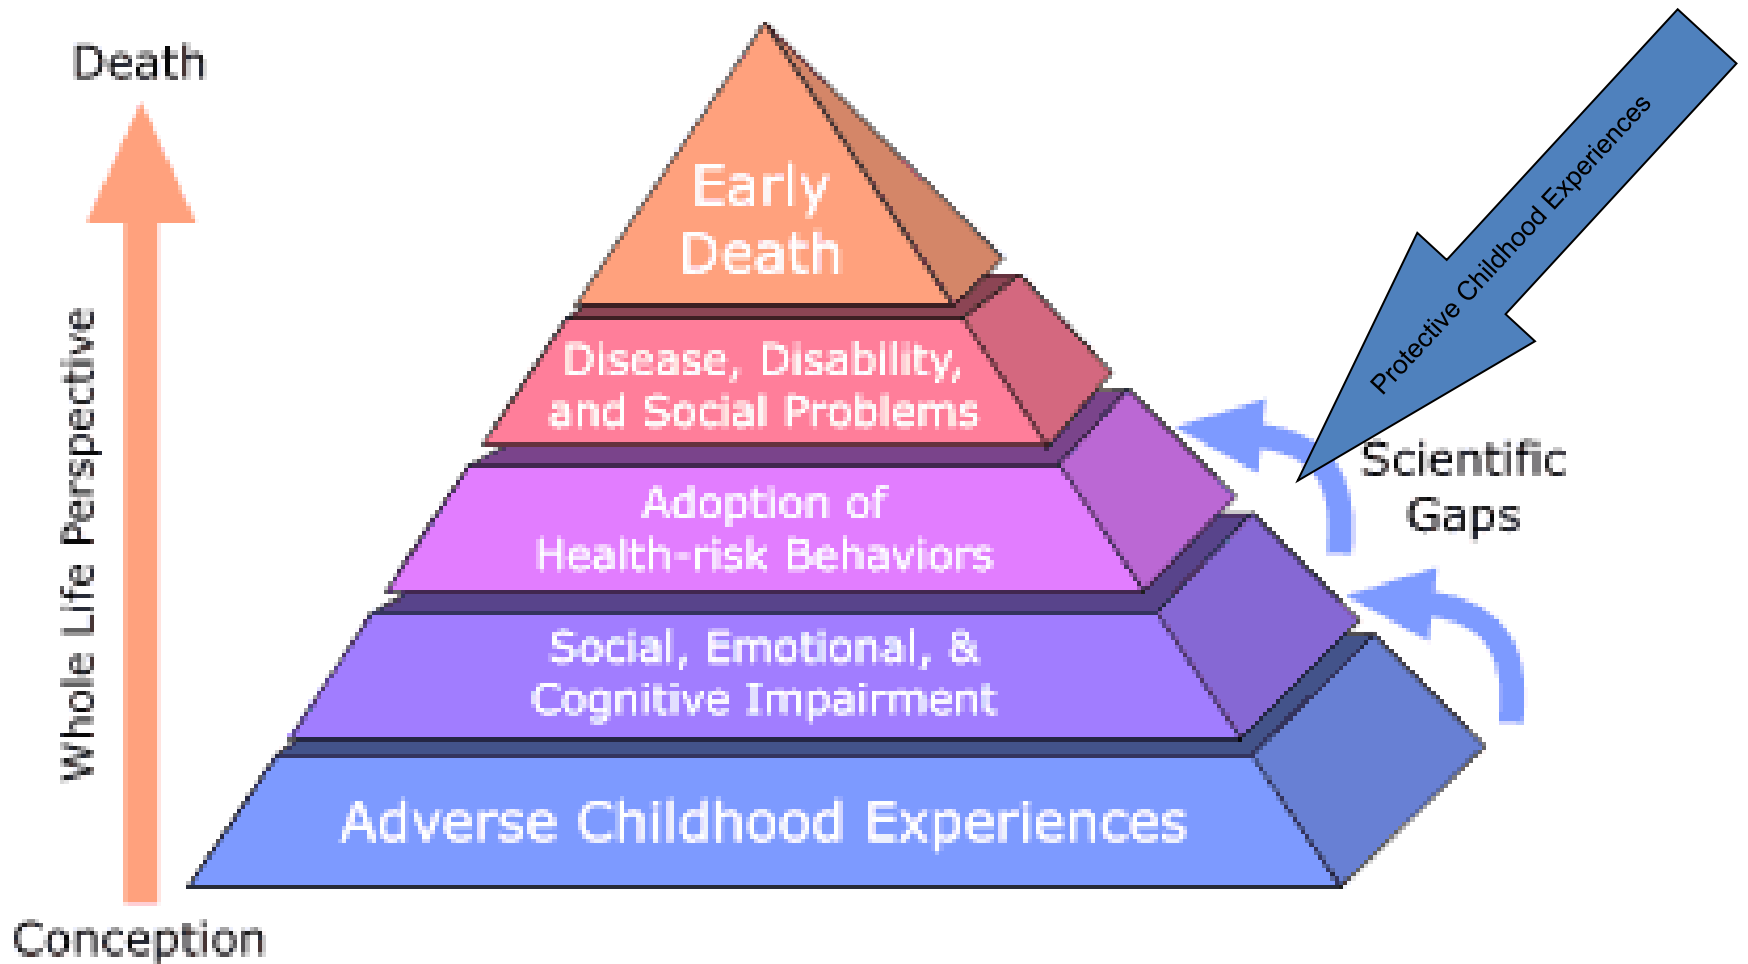 Death
Whole Life Perspective
Conception
Early
Death
Disease, Disability,
and Social Problems
Adoption of
Health-risk Behaviors
Social, Emotional, &
Cognitive Impairment
Adverse Childhood Experiences
Protective Childhood Experiences
Scientific
Gaps